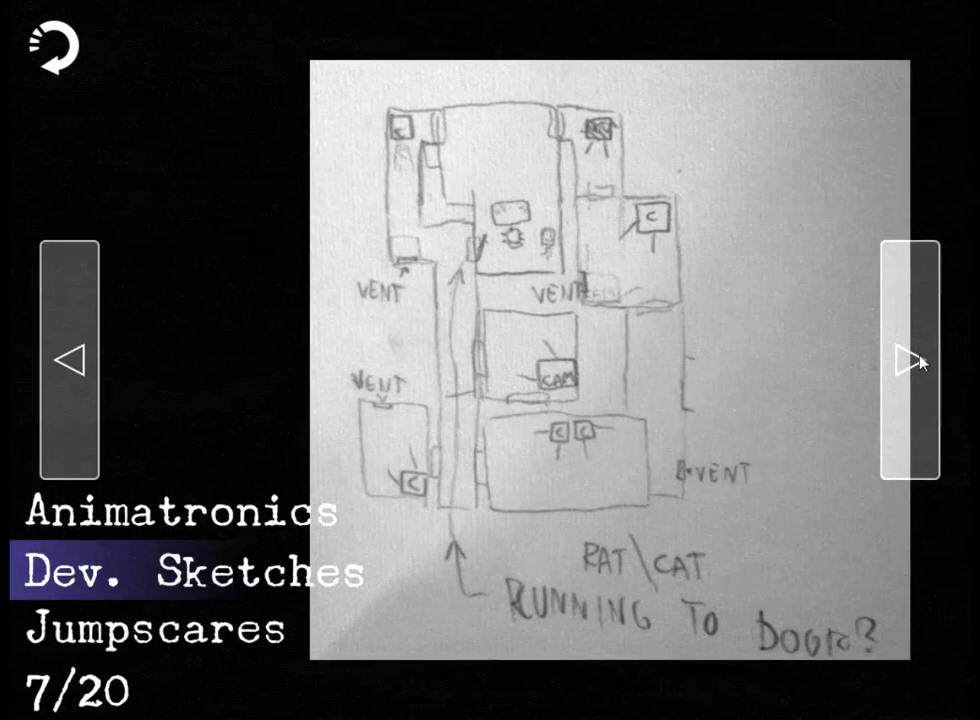 C
C
VENT
VENT
VENT
CAM
C C
C
VENT
RAT\CAT
RUNNING TO DOOR?
Animatronics
Dev. Sketches
Jumpscares
7/20